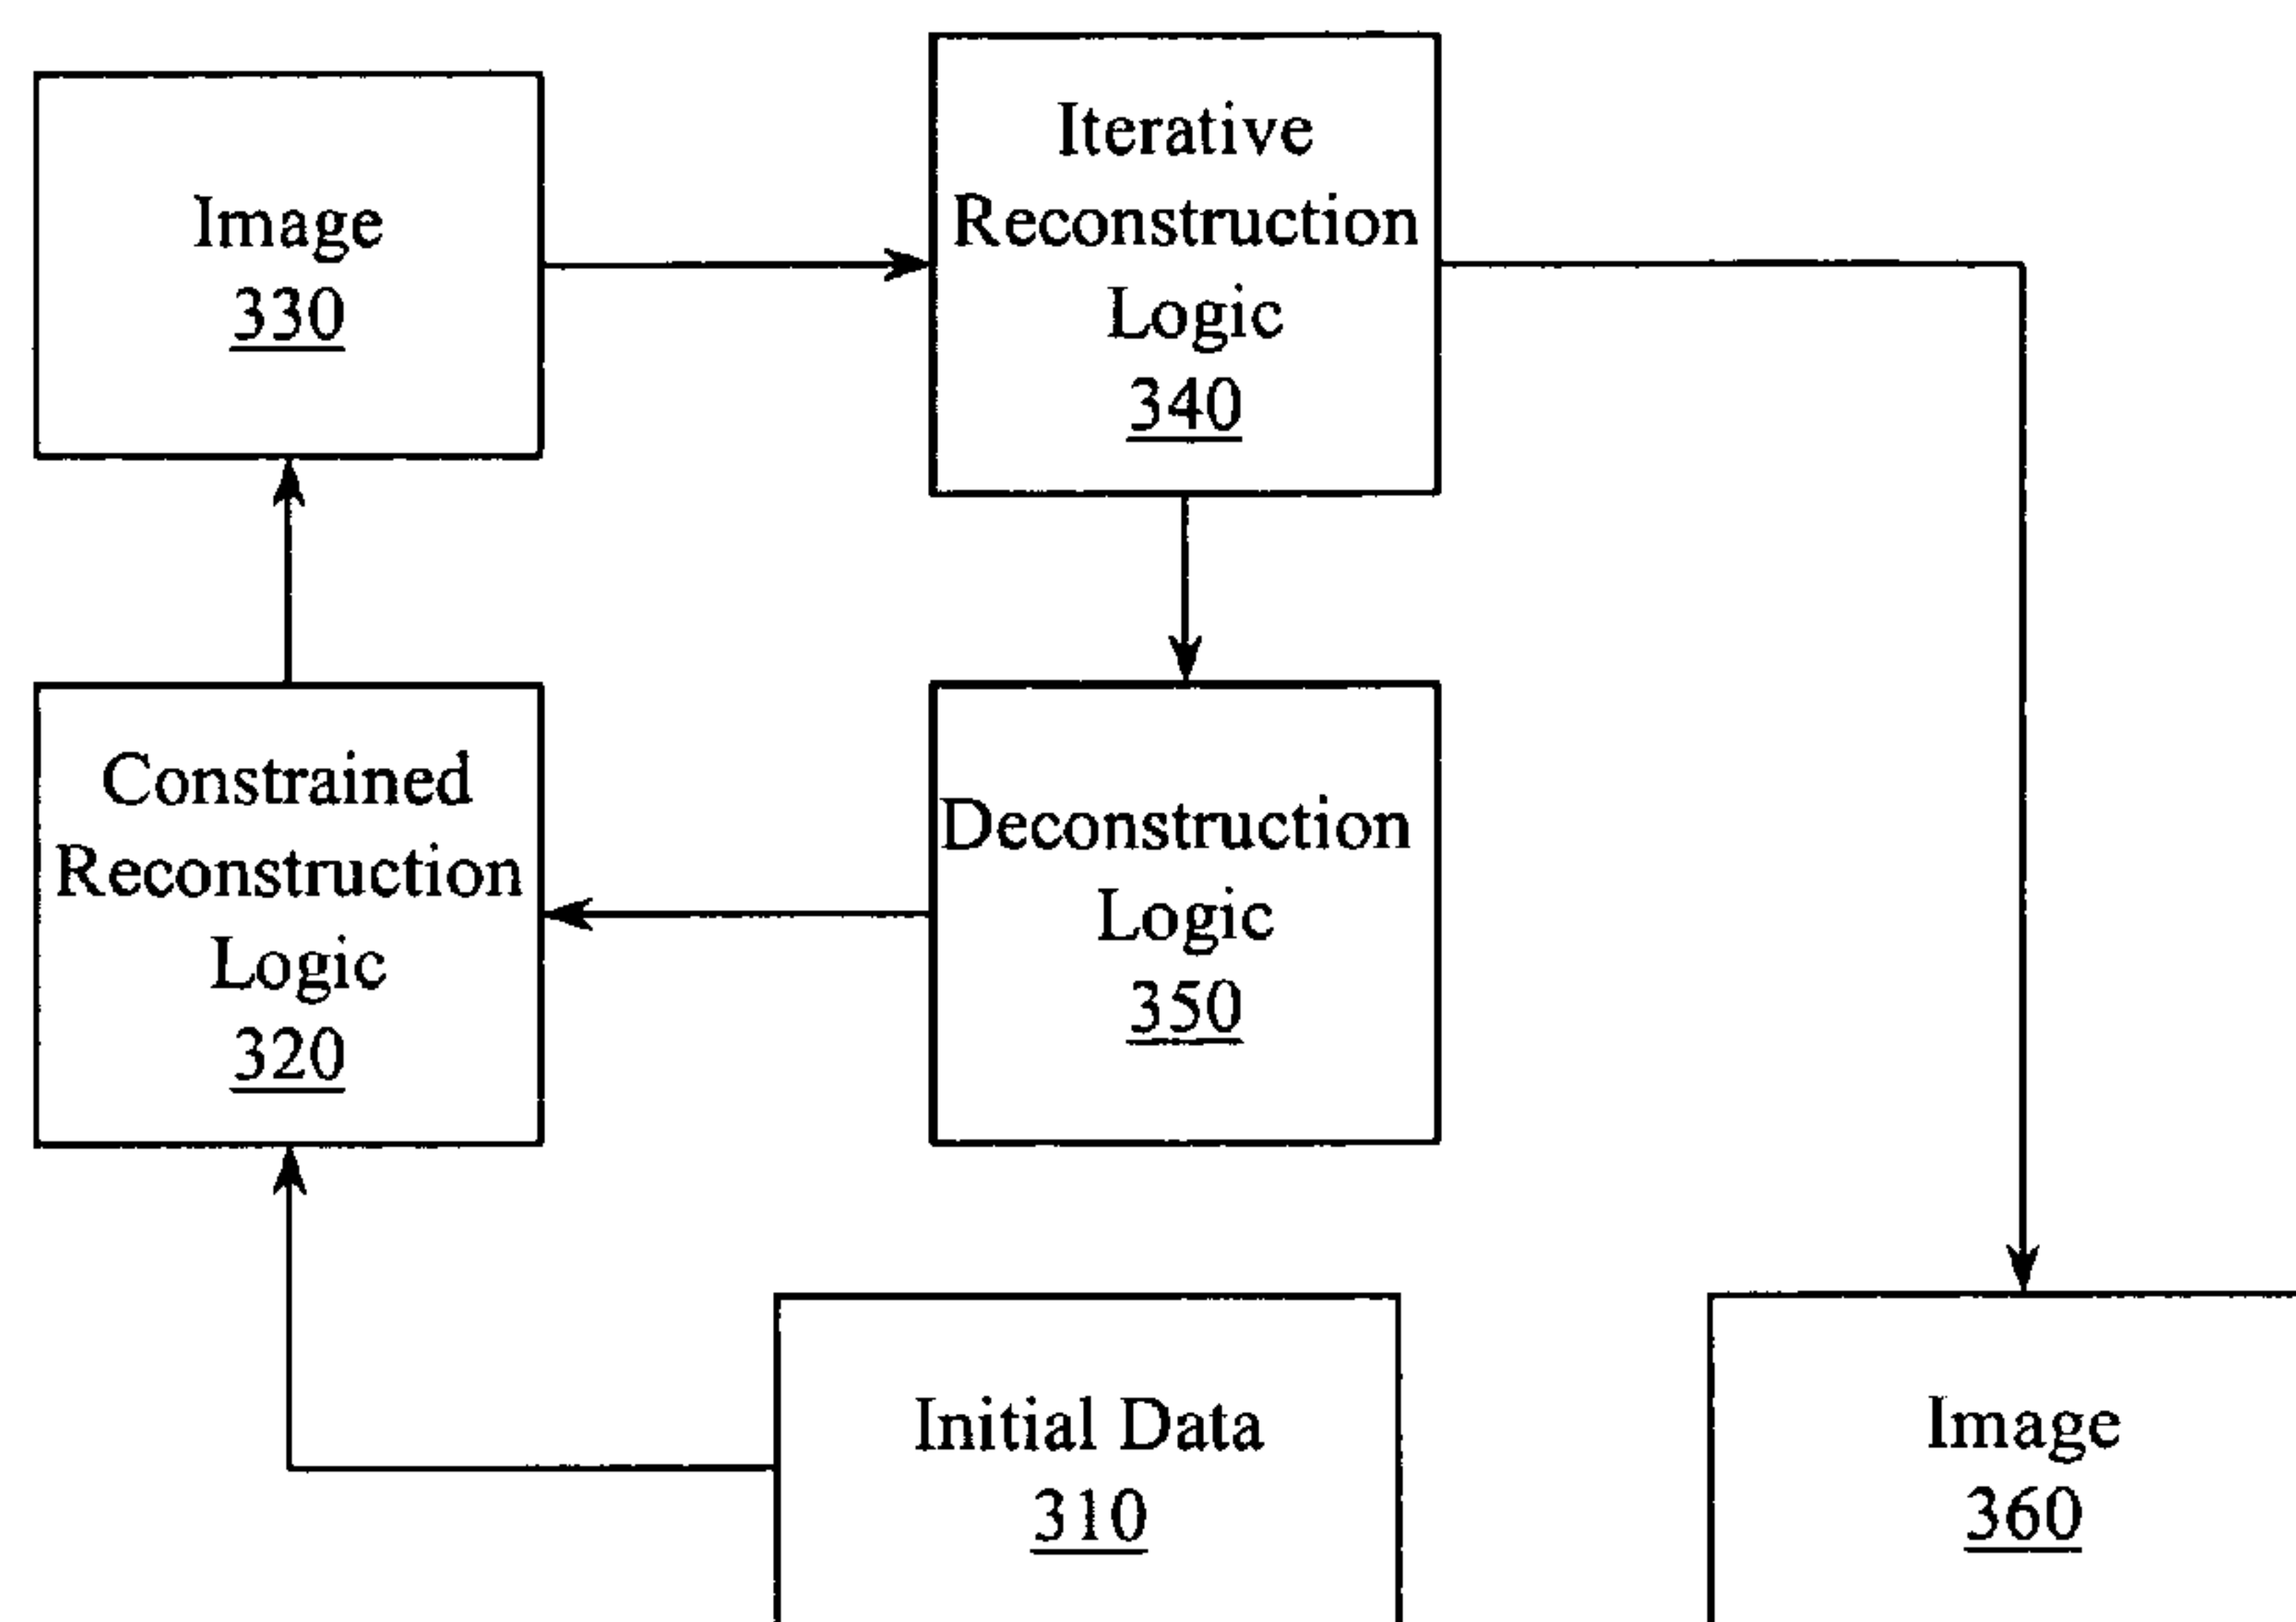 Image
330
Iterative
Reconstruction
Logic
340
Constrained
Reconstruction
Logic
320
Deconstruction
Logic
350
Initial Data
310
Image
360